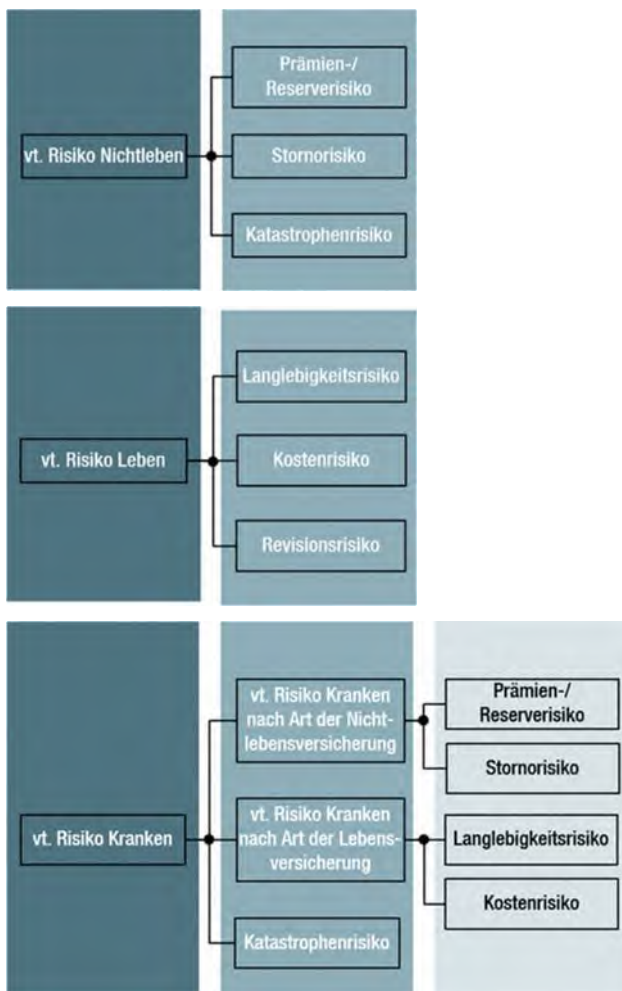 vt. Risiko Nichtleben
Prämien-/
Reserverisiko
Stornorisiko
Katastrophenrisiko
vt. Risiko Leben
Langlebigkeitsrisiko
Kostenrisiko
Revisionsrisiko
vt. Risiko Kranken
vt. Risiko Kranken
nach Art der Nicht-
lebensversicherung
Prämien-/
Reserverisiko
Stornorisiko
vt. Risiko Kranken
nach Art der Lebens-
versicherung
Langlebigkeitsrisiko
Kostenrisiko
Katastrophenrisiko